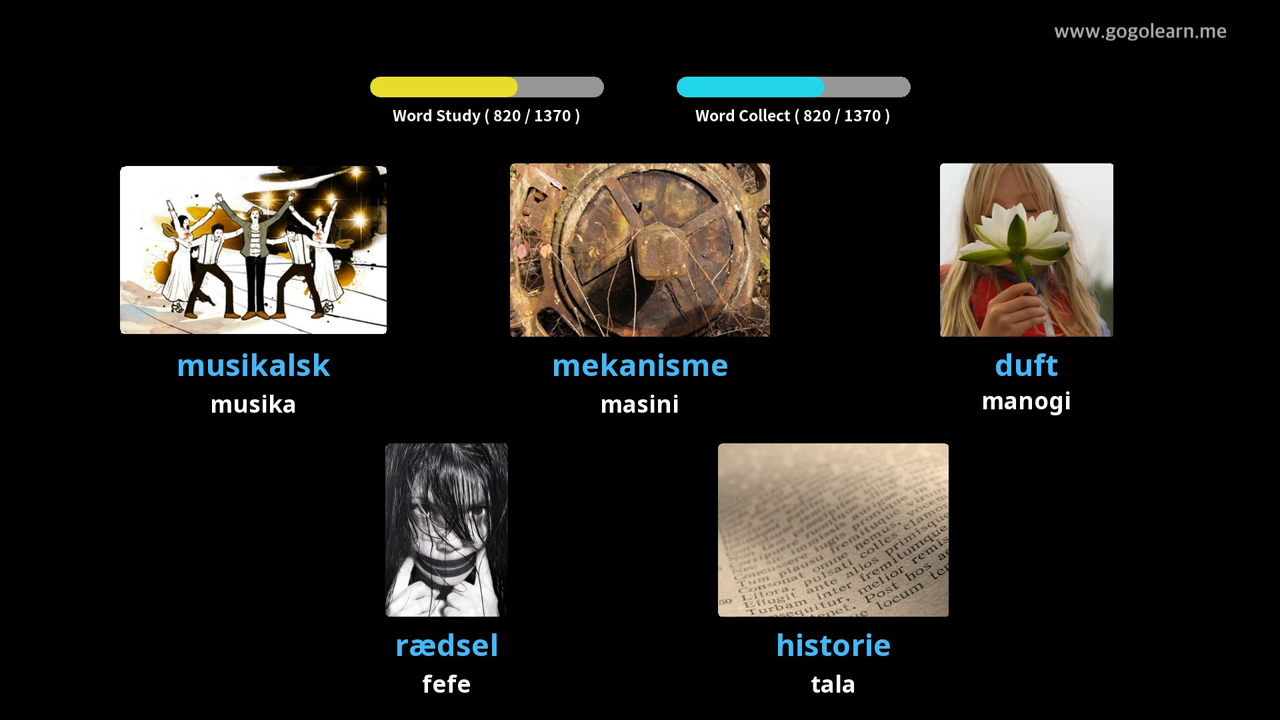 www.gogolearn.me
Word Study ( 820 / 1370 )
Word Collect ( 820 / 1370 )
musikalsk
musika
mekanisme
masini
duft
manogi
rædsel
fefe
historie
tala